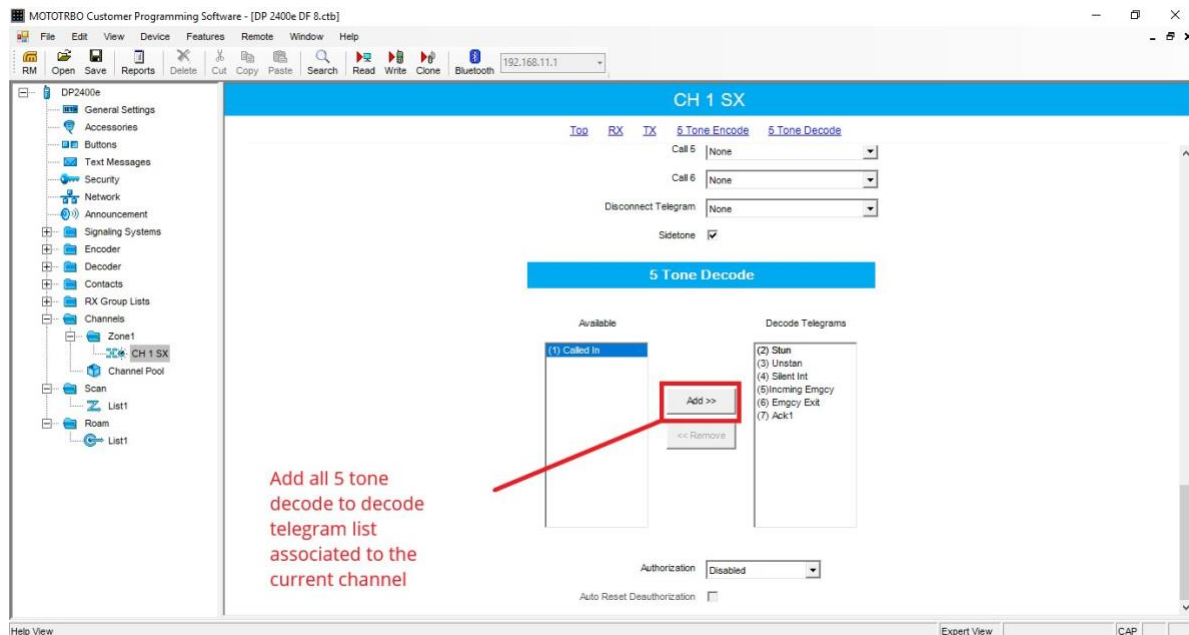 MOTOTRBO Customer Programming Software - [DP 2400e DF 8.ctb]
File Edit View Device Features Remote Window Help
RM Open Save Reports Delete Cut Copy Paste Search Read Write Clone Bluetooth 192.168.11.1
DP2400e
General Settings
Accessories
Buttons
Text Messages
Security
Network
Announcement
Signaling Systems
Encoder
Decoder
Contacts
RX Group Lists
Channels
Zone1
CH 1 SX
Channel Pool
Scan
List1
Roam
List1
CH 1 SX
Top RX TX 5 Tone Encode 5 Tone Decode
Call 5 None
Call 6 None
Disconnect Telegram None
Sidetone
5 Tone Decode
Available Decode Telegrams
(1) Called In
(2) Stun
(3) Unstan
(4) Silent Int
(5)Incming Emgcy
(6) Emgcy Exit
(7) Ack1
Add >>
<< Remove
Add all 5 tone
decode to decode
telegram list
associated to the
current channel
Authorization Disabled
Auto Reset Deauthorization
Help View Expert View CAP